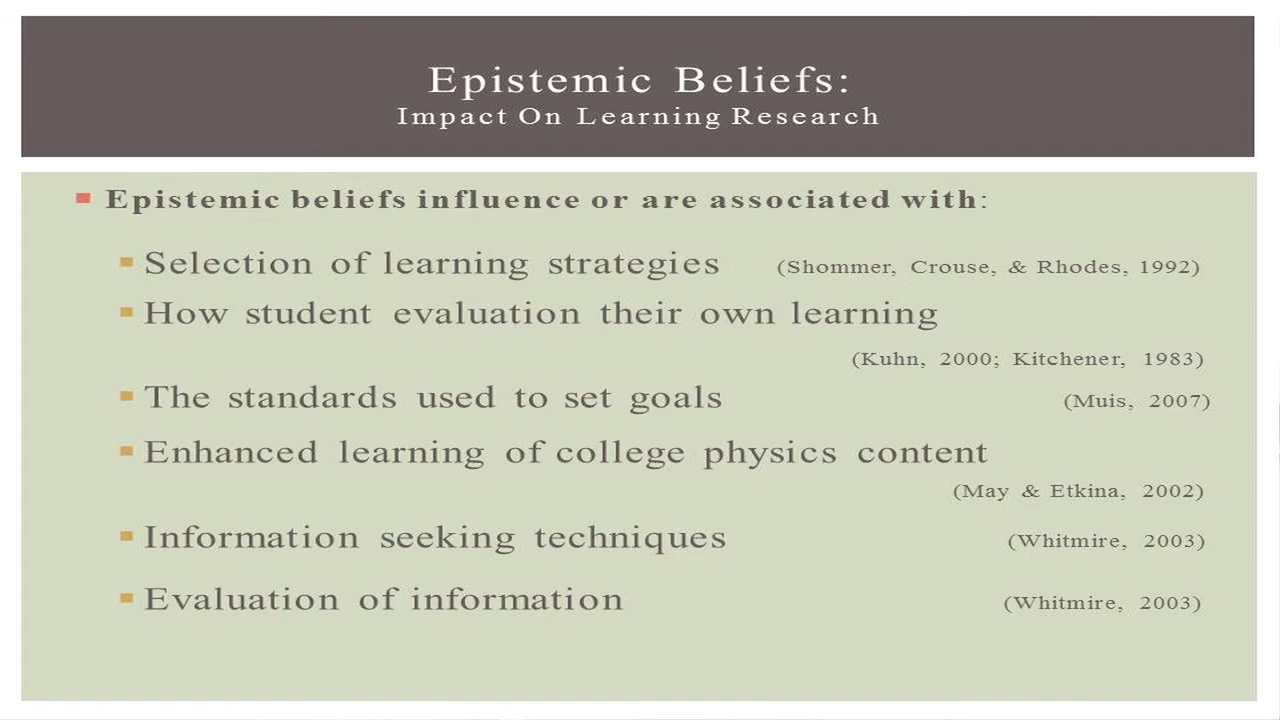 Epistemic Beliefs:
Impact On Learning Research
Epistemic beliefs influence or are associated with:
Selection of learning strategies (Shommer, Crouse, & Rhodes, 1992)
How student evaluation their own learning
(Kuhn, 2000; Kitchener, 1983)
The standards used to set goals (Muis, 2007)
Enhanced learning of college physics content
(May & Etkina, 2002)
Information seeking techniques (Whitmire, 2003)
Evaluation of information (Whitmire, 2003)